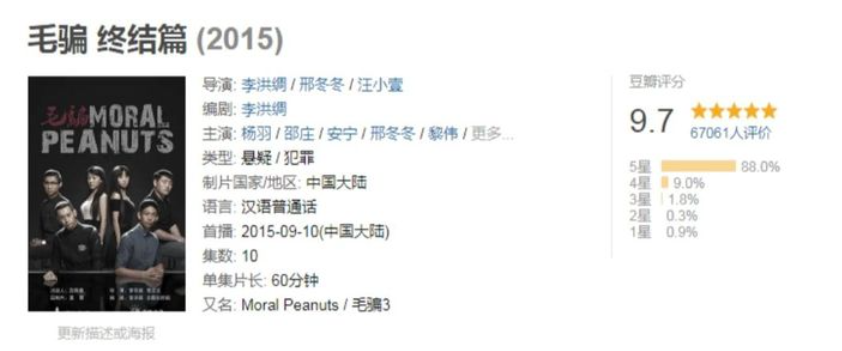 毛骗 终结篇 (2015)
毛骗MORAL
PEANUTS
更新描述或海报
导演: 李洪绸 / 邢冬冬 / 汪小壹
编剧: 李洪绸
主演: 杨羽 / 邵庄 / 安宁 / 邢冬冬 / 黎伟 / 更多...
类型: 悬疑 / 犯罪
制片国家/地区: 中国大陆
语言: 汉语普通话
首播: 2015-09-10(中国大陆)
集数: 10
单集片长: 60分钟
又名: Moral Peanuts / 毛骗3
豆瓣评分
9.7
67061人评价
5星 88.0%
4星 9.0%
3星 1.8%
2星 0.3%
1星 0.9%